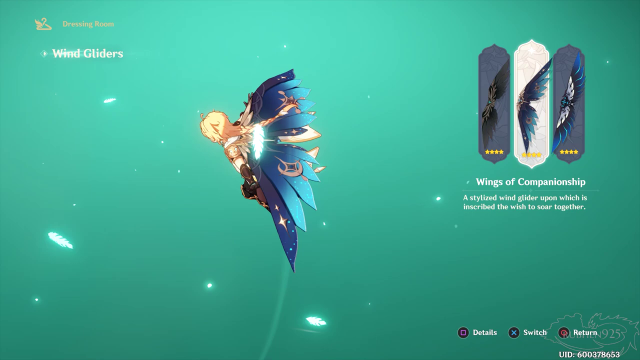 Dressing Room
Wind Gliders
Wings of Companionship
A stylized wind glider upon which is
inscribed the wish to soar together.
Details
Switch
Return
UID: 600378653